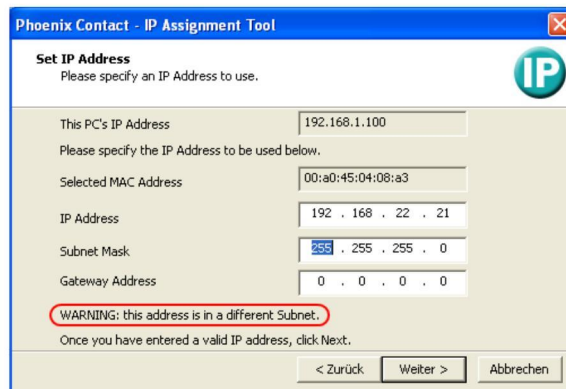 Phoenix Contact - IP Assignment Tool
Set IP Address
Please specify an IP Address to use.
IP
This PC's IP Address 192.168.1.100
Please specify the IP Address to be used below.
Selected MAC Address 00:a0:45:04:08:a3
IP Address 192 . 168 . 22 . 21
Subnet Mask 255 . 255 . 255 . 0
Gateway Address 0 . 0 . 0 . 0
WARNING: this address is in a different Subnet.
Once you have entered a valid IP address, click Next.
< Zurück Weiter > Abbrechen